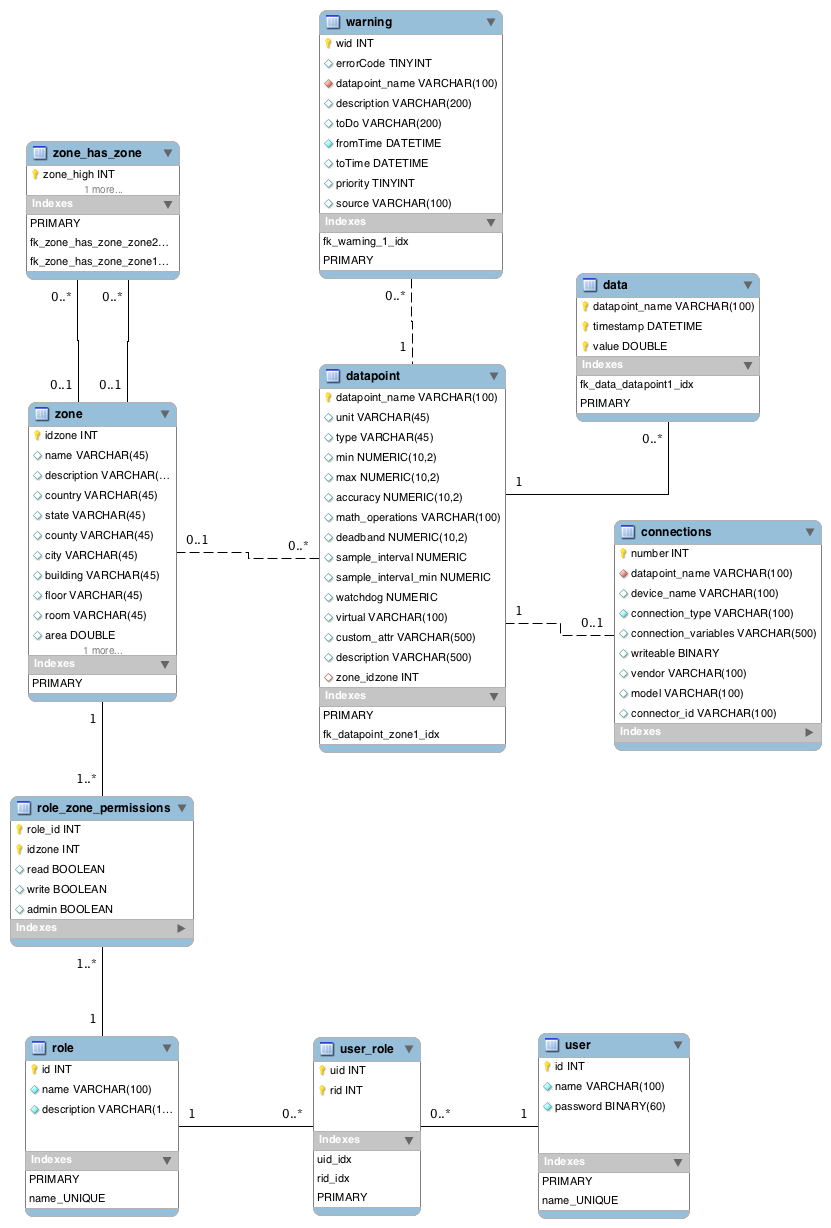 warning
wid INT
errorCode TINYINT
datapoint_name VARCHAR(100)
description VARCHAR(200)
toDo VARCHAR(200)
fromTime DATETIME
toTime DATETIME
priority TINYINT
source VARCHAR(100)
Indexes
fk_warning_1_idx
PRIMARY
zone_has_zone
zone_high INT
1 more...
Indexes
PRIMARY
fk_zone_has_zone_zone2...
fk_zone_has_zone_zone1...
0..*
0..*
0..1
0..1
0..*
1
data
datapoint_name VARCHAR(100)
timestamp DATETIME
value DOUBLE
Indexes
fk_data_datapoint1_idx
PRIMARY
0..*
1
zone
idzone INT
name VARCHAR(45)
description VARCHAR(...
country VARCHAR(45)
state VARCHAR(45)
county VARCHAR(45)
city VARCHAR(45)
building VARCHAR(45)
floor VARCHAR(45)
room VARCHAR(45)
area DOUBLE
1 more...
Indexes
PRIMARY
0..1
0..*
datapoint
datapoint_name VARCHAR(100)
unit VARCHAR(45)
type VARCHAR(45)
min NUMERIC(10,2)
max NUMERIC(10,2)
accuracy NUMERIC(10,2)
math_operations VARCHAR(100)
deadband NUMERIC(10,2)
sample_interval NUMERIC
sample_interval_min NUMERIC
watchdog NUMERIC
virtual VARCHAR(100)
custom_attr VARCHAR(500)
description VARCHAR(500)
zone_idzone INT
Indexes
PRIMARY
fk_datapoint_zone1_idx
1
0..1
connections
number INT
datapoint_name VARCHAR(100)
device_name VARCHAR(100)
connection_type VARCHAR(100)
connection_variables VARCHAR(500)
writeable BINARY
vendor VARCHAR(100)
model VARCHAR(100)
connector_id VARCHAR(100)
Indexes
1
1..*
role_zone_permissions
role_id INT
idzone INT
read BOOLEAN
write BOOLEAN
admin BOOLEAN
Indexes
1..*
1
role
id INT
name VARCHAR(100)
description VARCHAR(1...
Indexes
PRIMARY
name_UNIQUE
1
0..*
user_role
uid INT
rid INT
Indexes
uid_idx
rid_idx
PRIMARY
0..*
1
user
id INT
name VARCHAR(100)
password BINARY(60)
Indexes
PRIMARY
name_UNIQUE